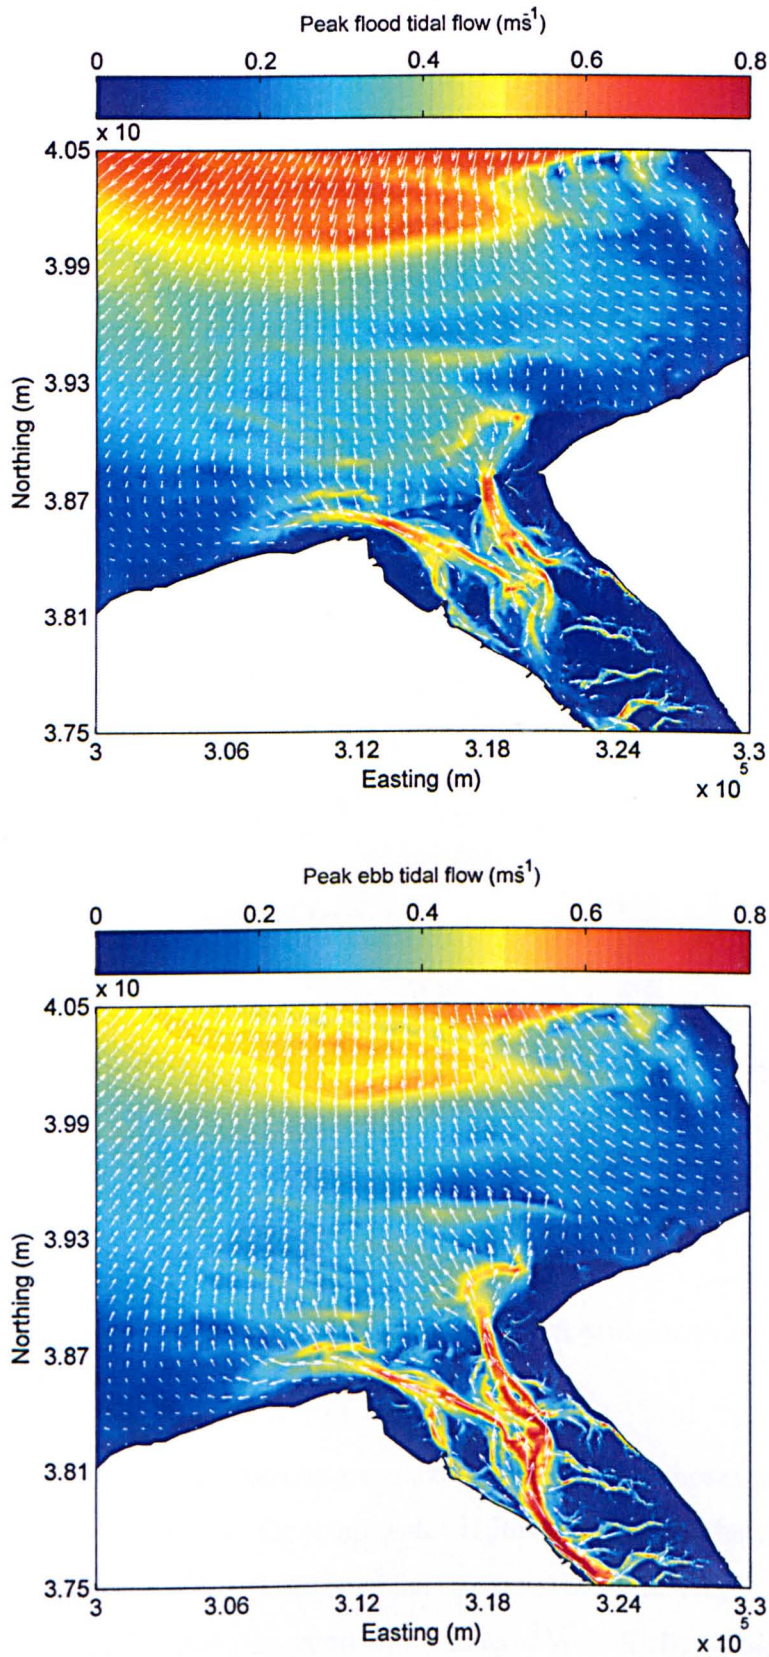 Peak flood tidal flow (ms̄¹)
0 0.2 0.4 0.6 0.8
x 10
4.05
3.99
3.93
3.87
3.81
3.75
Northing (m)
3 3.06 3.12 3.18 3.24 3.3
Easting (m)
x 10⁵
Peak ebb tidal flow (ms̄¹)
0 0.2 0.4 0.6 0.8
x 10
4.05
3.99
3.93
3.87
3.81
3.75
Northing (m)
3 3.06 3.12 3.18 3.24 3.3
Easting (m)
x 10⁵